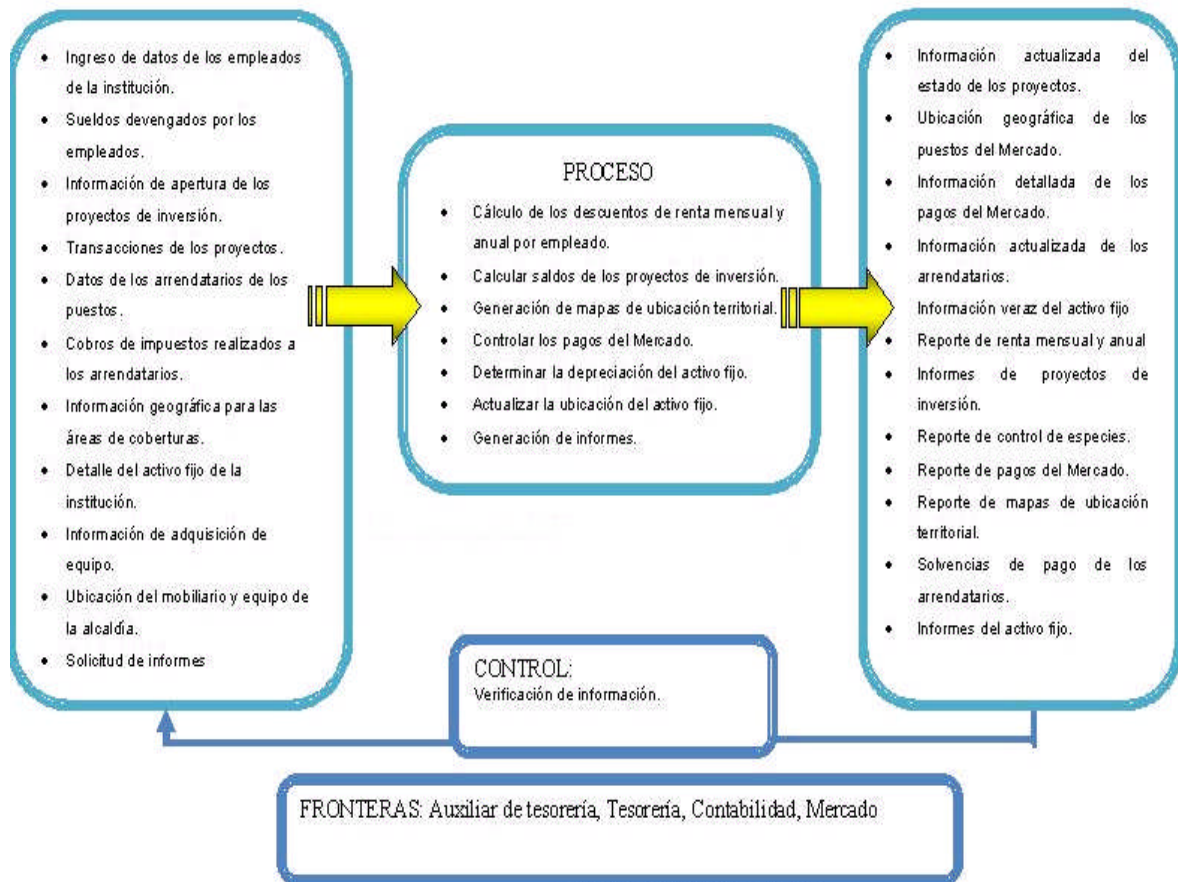 • Ingreso de datos de los empleados
de la institución.
• Sueldos devengados por los
empleados.
• Información de apertura de los
proyectos de inversión.
• Transacciones de los proyectos.
• Datos de los arrendatarios de los
puestos.
• Cobros de impuestos realizados a
los arrendatarios.
• Información geográfica para las
áreas de coberturas.
• Detalle del activo fijo de la
institución.
• Información de adquisición de
equipo.
• Ubicación del mobiliario y equipo de
la alcaldía.
• Solicitud de informes
PROCESO
• Cálculo de los descuentos de renta mensual y
anual por empleado.
• Calcular saldos de los proyectos de inversión.
• Generación de mapas de ubicación territorial.
• Controlar los pagos del Mercado.
• Determinar la depreciación del activo fijo.
• Actualizar la ubicación del activo fijo.
• Generación de informes.
• Información actualizada del
estado de los proyectos.
• Ubicación geográfica de los
puestos del Mercado.
• Información detallada de los
pagos del Mercado.
• Información actualizada de los
arrendatarios.
• Información veraz del activo fijo
• Reporte de renta mensual y anual
• Informes de proyectos de
inversión.
• Reporte de control de especies.
• Reporte de pagos del Mercado.
• Reporte de mapas de ubicación
territorial.
• Solvencias de pago de los
arrendatarios.
• Informes del activo fijo.
CONTROL:
Verificación de información.
FRONTERAS: Auxiliar de tesorería, Tesorería, Contabilidad, Mercado